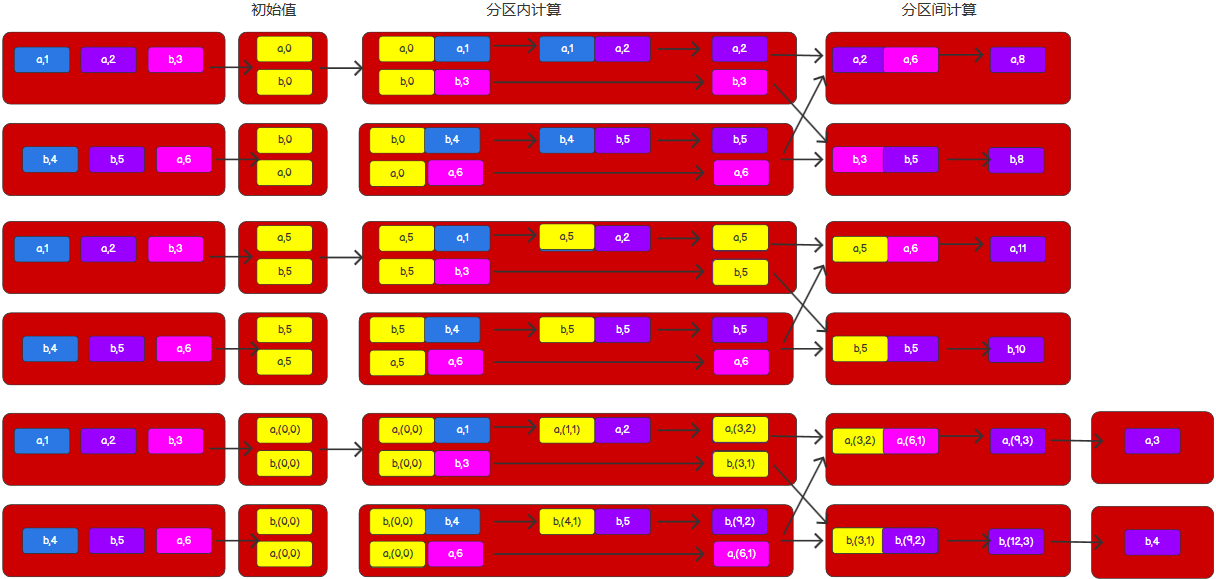 初始值 分区内计算 分区间计算
a,1 a,2 b,3 a,0 a,0 a,1 a,1 a,2 a,2 a,2 a,6 a,8
b,0 b,0 b,3 b,3
b,4 b,5 a,6 b,0 b,0 b,4 b,4 b,5 b,5 b,3 b,5 b,8
a,0 a,0 a,6 a,6
a,1 a,2 b,3 a,5 a,5 a,1 a,5 a,2 a,5 a,5 a,6 a,11
b,5 b,5 b,3 b,5
b,4 b,5 a,6 b,5 b,5 b,4 b,5 b,5 b,5 b,5 b,5 b,10
a,5 a,5 a,6 a,6
a,1 a,2 b,3 a,(0,0) a,(0,0) a,1 a,(1,1) a,2 a,(3,2) a,(3,2) a,(6,1) a,(9,3) a,3
b,(0,0) b,(0,0) b,3 b,(3,1)
b,4 b,5 a,6 b,(0,0) b,(0,0) b,4 b,(4,1) b,5 b,(9,2) b,(3,1) b,(9,2) b,(12,3) b,4
a,(0,0) a,(0,0) a,6 a,(6,1)